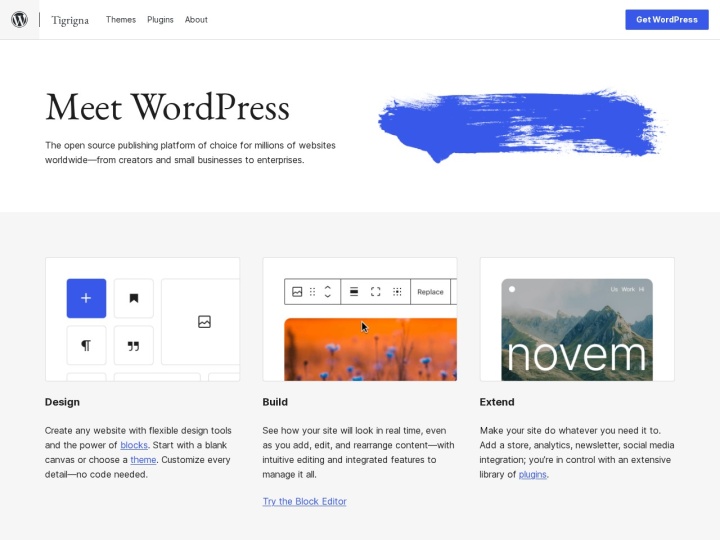 Tigrigna
Themes
Plugins
About
Get WordPress
Meet WordPress
The open source publishing platform of choice for millions of websites
worldwide—from creators and small businesses to enterprises.
Replace
Us Work Hi
novem
Design
Create any website with flexible design tools
and the power of blocks. Start with a blank
canvas or choose a theme. Customize every
detail—no code needed.
Build
See how your site will look in real time, even
as you add, edit, and rearrange content—with
intuitive editing and integrated features to
manage it all.
Try the Block Editor
Extend
Make your site do whatever you need it to.
Add a store, analytics, newsletter, social media
integration; you're in control with an extensive
library of plugins.